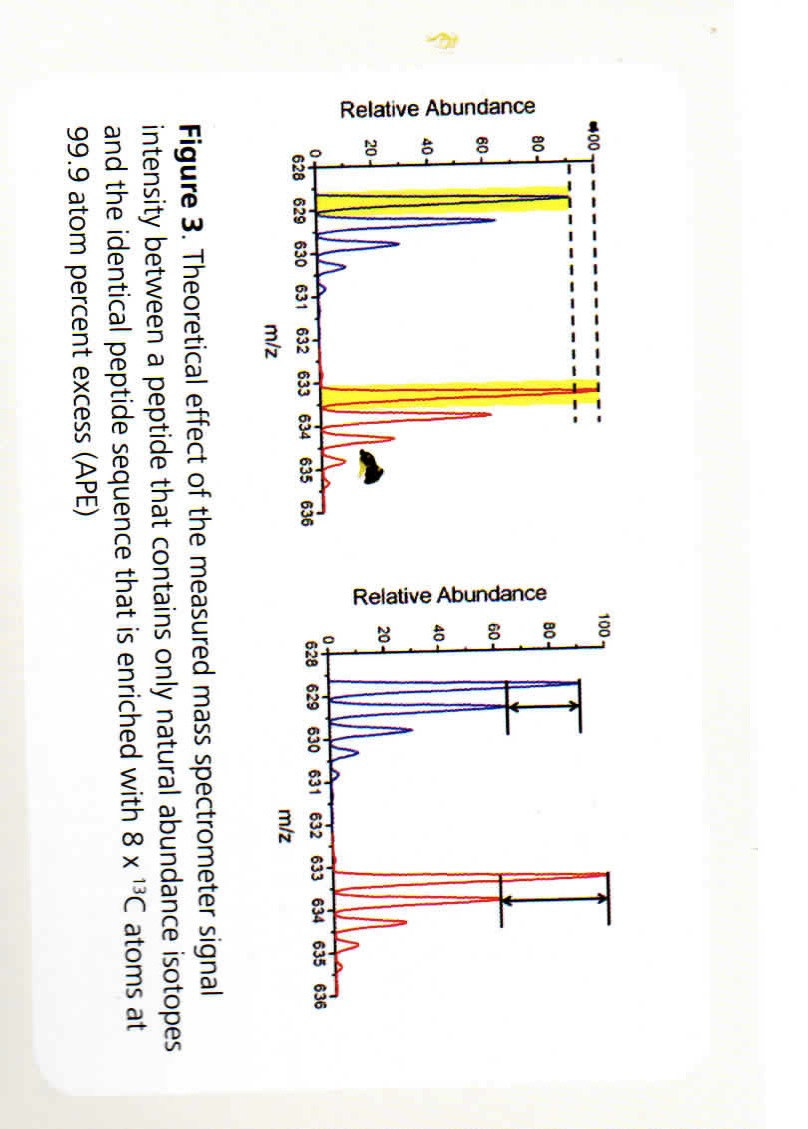 Relative Abundance
100
80
60
40
20
0
628 629 630 631 632 633 634 635 636
m/z
Relative Abundance
100
80
60
40
20
0
628 629 630 631 632 633 634 635 636
m/z
Figure 3. Theoretical effect of the measured mass spectrometer signal
intensity between a peptide that contains only natural abundance isotopes
and the identical peptide sequence that is enriched with 8 x ¹³C atoms at
99.9 atom percent excess (APE)